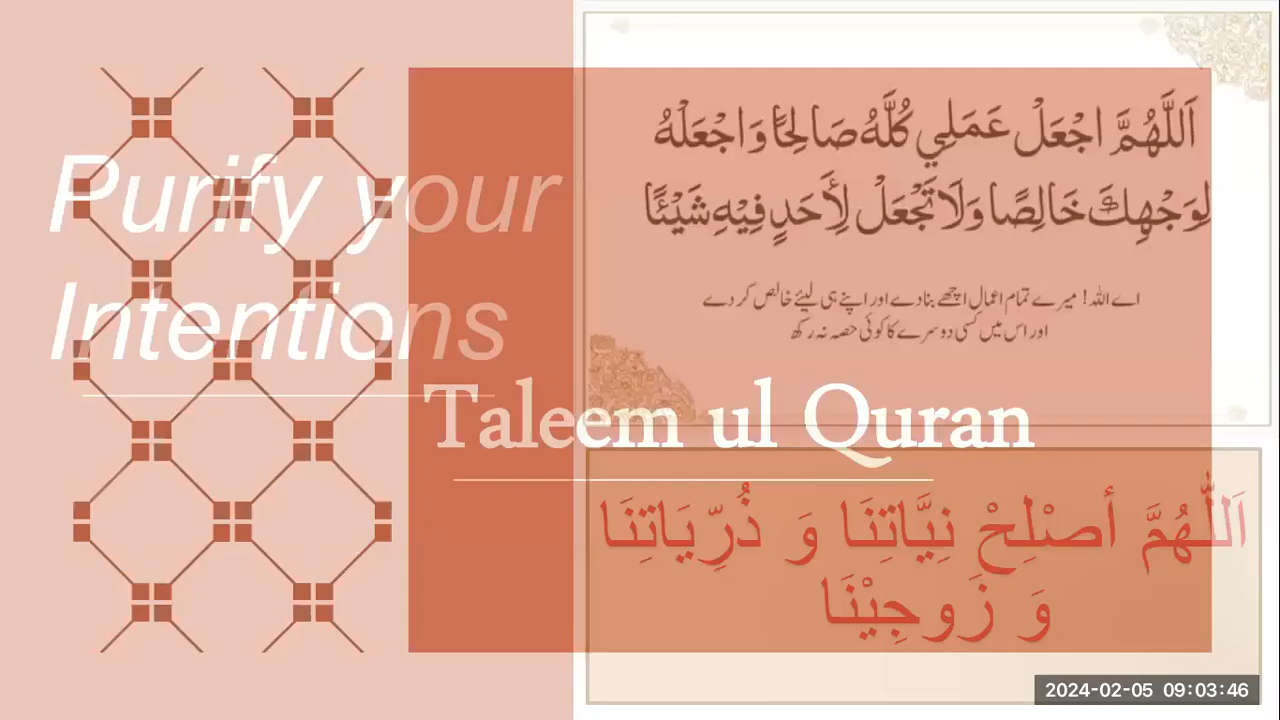 Purify your
Intentions
اَللَّهُمَّ اجْعَلْ عَمَلِي كُلَّهُ صَالِحًا وَاجْعَلْهُ
لِوَجْهِكَ خَالِصًا وَلَا تَجْعَلْ لِأَحَدٍ فِيْهِ شَيْئًا
اے اللہ! میرے تمام اعمال اچھے بنادے اور اپنے ہی لیئے خالص کر دے
اور اس میں کسی دوسرے کا کوئی حصہ نہ رکھ
Taleem ul Quran
اَللّٰهُمَّ أصْلِحْ نِيَّاتِنَا وَ ذُرِّيَاتِنَا
وَ زَوجِيْنَا
2024-02-05 09:03:46